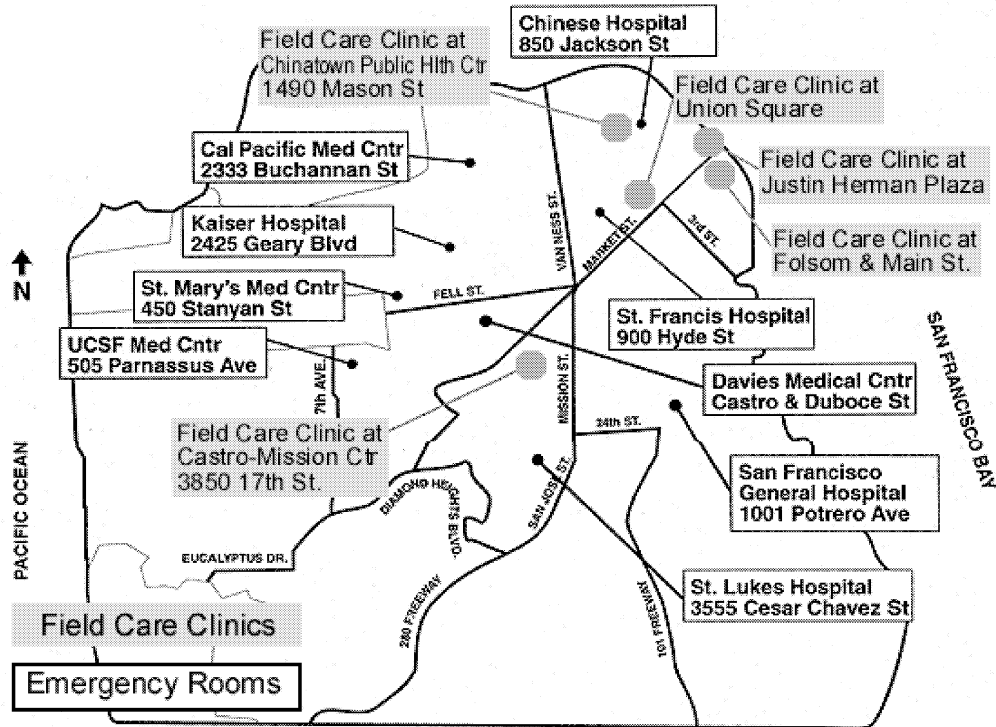 Chinese Hospital
850 Jackson St
Field Care Clinic at
Chinatown Public Hlth Ctr
1490 Mason St
Field Care Clinic at
Union Square
Cal Pacific Med Cntr
2333 Buchannan St
Field Care Clinic at
Justin Herman Plaza
Kaiser Hospital
2425 Geary Blvd
VAN NESS ST.
MARKET ST.
3rd ST.
Field Care Clinic at
Folsom & Main St.
N
St. Mary's Med Cntr
450 Stanyan St
FELL ST.
St. Francis Hospital
900 Hyde St
UCSF Med Cntr
505 Parnassus Ave
7th AVE.
MISSION ST.
Davies Medical Cntr
Castro & Duboce St
SAN FRANCISCO BAY
Field Care Clinic at
Castro-Mission Ctr
3850 17th St.
24th ST.
PACIFIC OCEAN
San Francisco
General Hospital
1001 Potrero Ave
DIAMOND HEIGHTS BLVD.
SAN JOSE ST.
EUCALYPTUS DR.
280 FREEWAY
101 FREEWAY
St. Lukes Hospital
3555 Cesar Chavez St
Field Care Clinics
Emergency Rooms